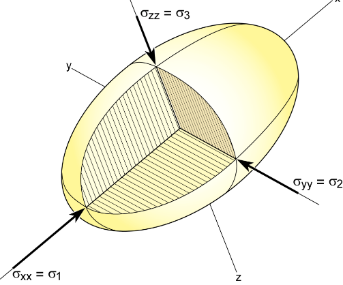 σzz = σ3
x
y
σyy = σ2
σxx = σ1
z